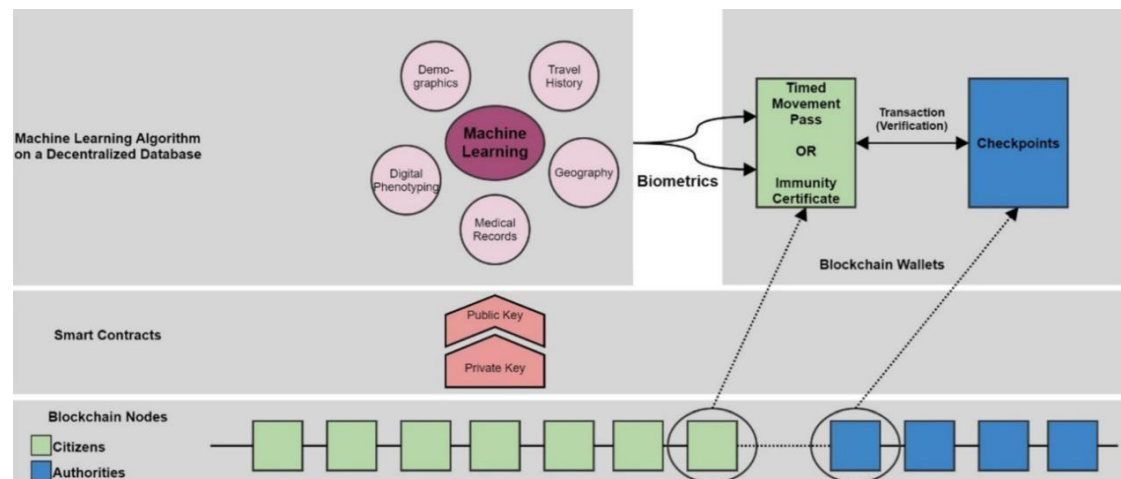 Machine Learning Algorithm
on a Decentralized Database
Demo-
graphics
Travel
History
Machine
Learning
Digital
Phenotyping
Geography
Medical
Records
Biometrics
Timed
Movement
Pass
OR
Immunity
Certificate
Transaction
(Verification)
Checkpoints
Blockchain Wallets
Smart Contracts
Public Key
Private Key
Blockchain Nodes
Citizens
Authorities